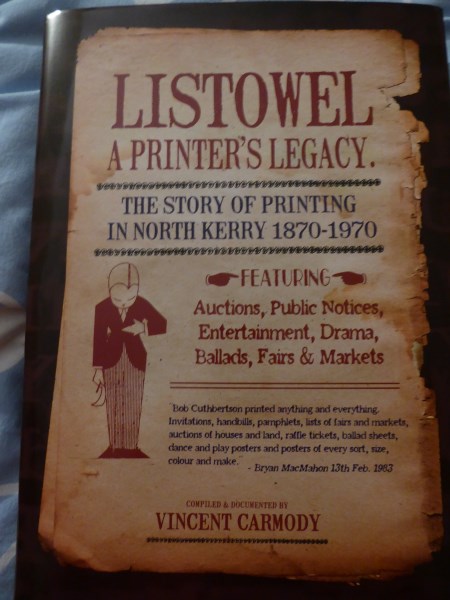 LISTOWEL
A PRINTER'S LEGACY.
THE STORY OF PRINTING
IN NORTH KERRY 1870-1970
FEATURING
Auctions, Public Notices,
Entertainment, Drama,
Ballads, Fairs & Markets
"Bob Cuthbertson printed anything and everything.
Invitations, handbills, pamphlets, lists of fairs and markets,
auctions of houses and land, raffle tickets, ballad sheets,
dance and play posters and posters of every sort, size,
colour and make."
- Bryan MacMahon 13th Feb. 1983
COMPILED & DOCUMENTED BY
VINCENT CARMODY